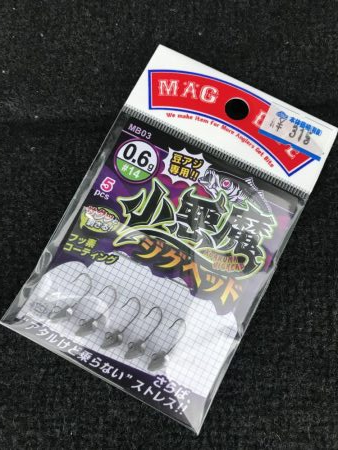 MAG
We make Item For More Anglers Get Bite
MB03
0.6g
#14
豆アジ
専用!!
5
pcs
小悪魔
ジグヘッド
フッ素
コーティング
さらば、
"アタルけど乗らない"ストレス!!